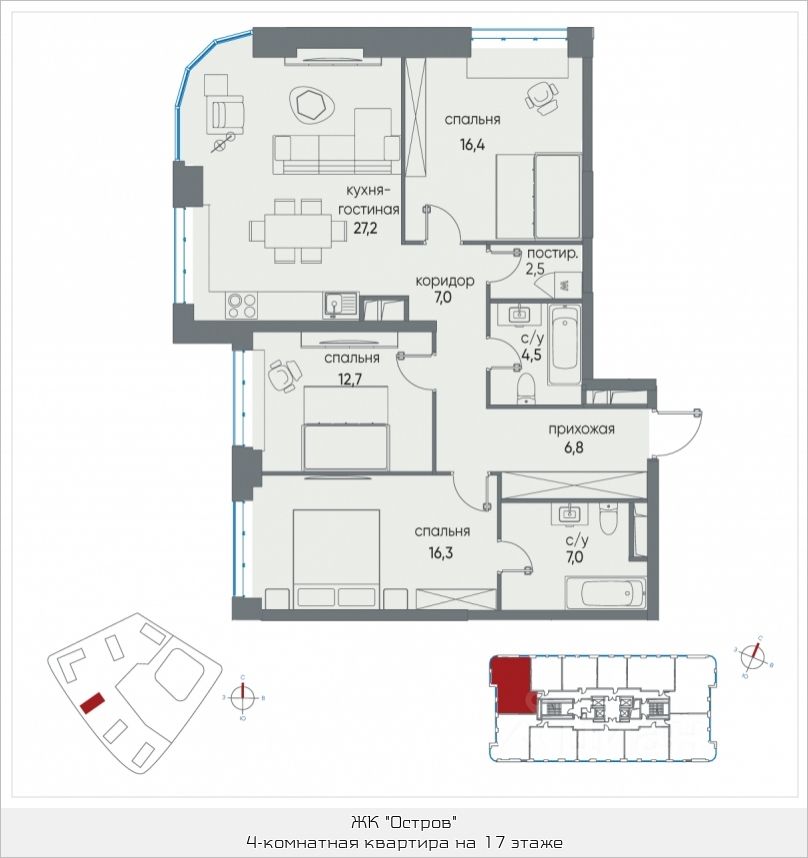 спальня
16,4
кухня-
гостиная
27,2
постир.
2,5
коридор
7,0
с/у
4,5
спальня
12,7
прихожая
6,8
спальня
16,3
с/у
7,0
С
З В
Ю
С
З В
Ю
ЖК "Остров"
4-комнатная квартира на 17 этаже